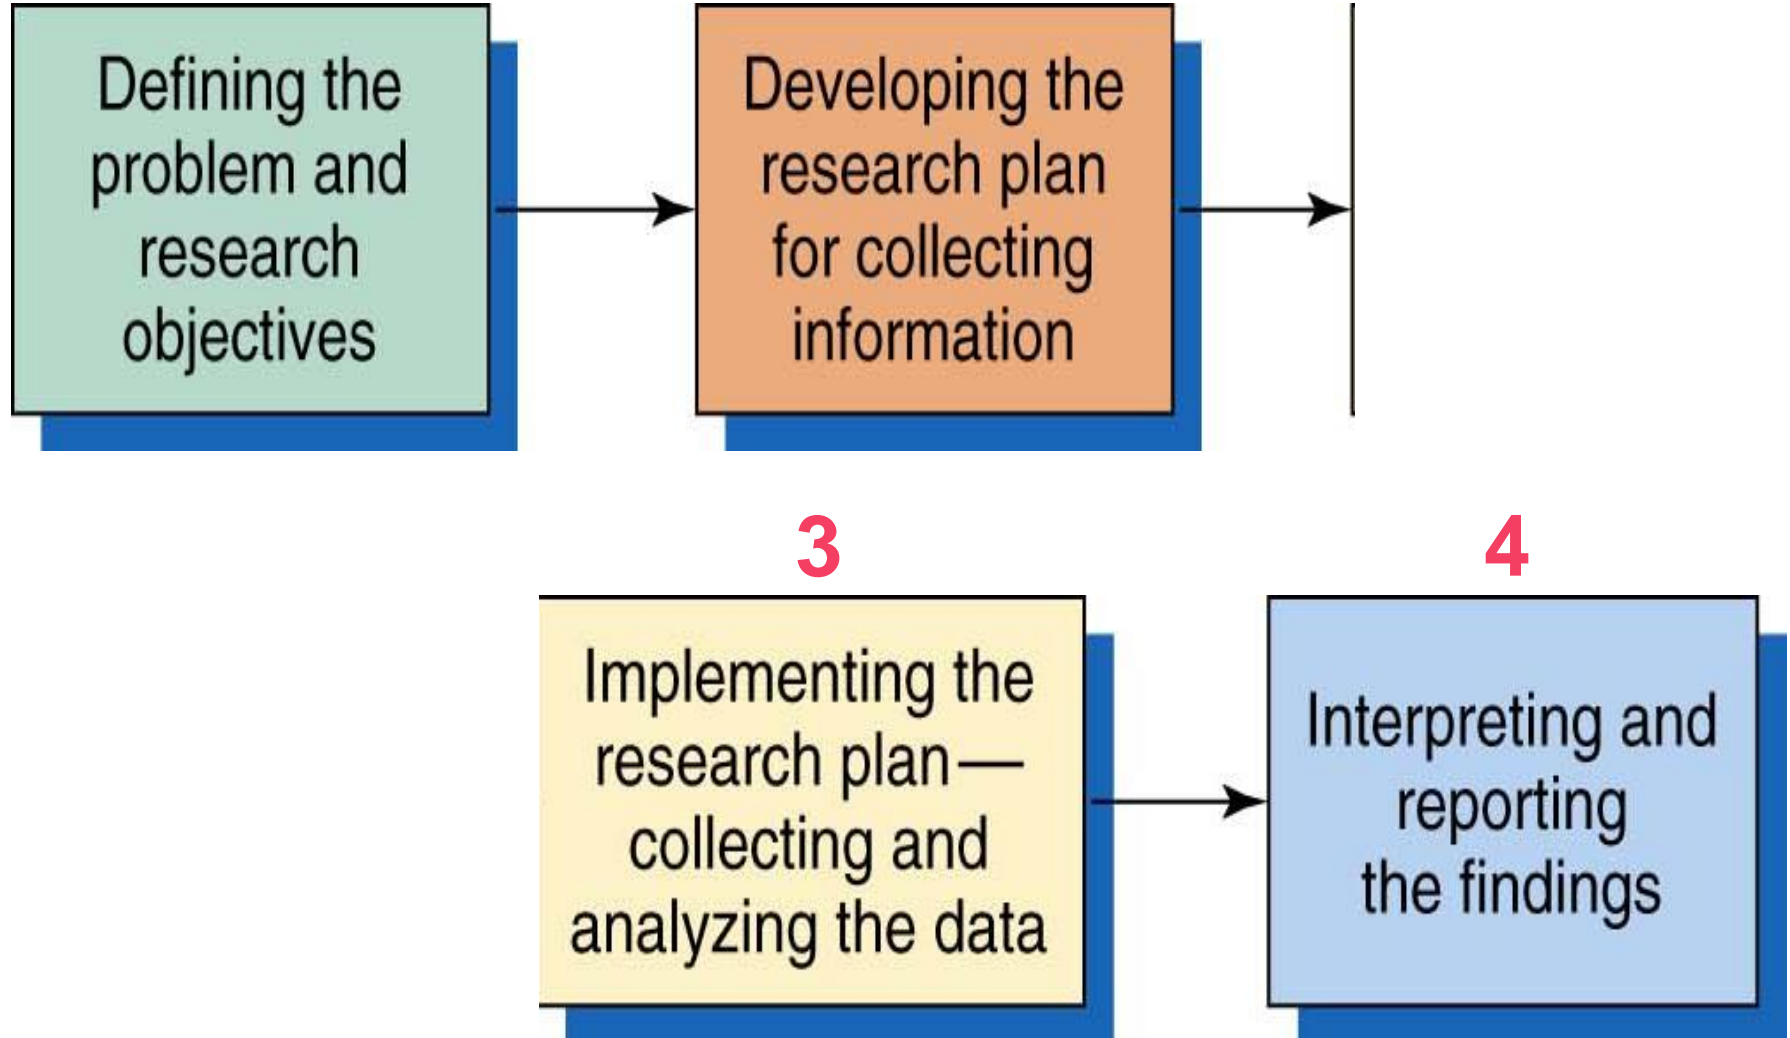 Defining the
problem and
research
objectives
Developing the
research plan
for collecting
information
3
Implementing the
research plan—
collecting and
analyzing the data
4
Interpreting and
reporting
the findings